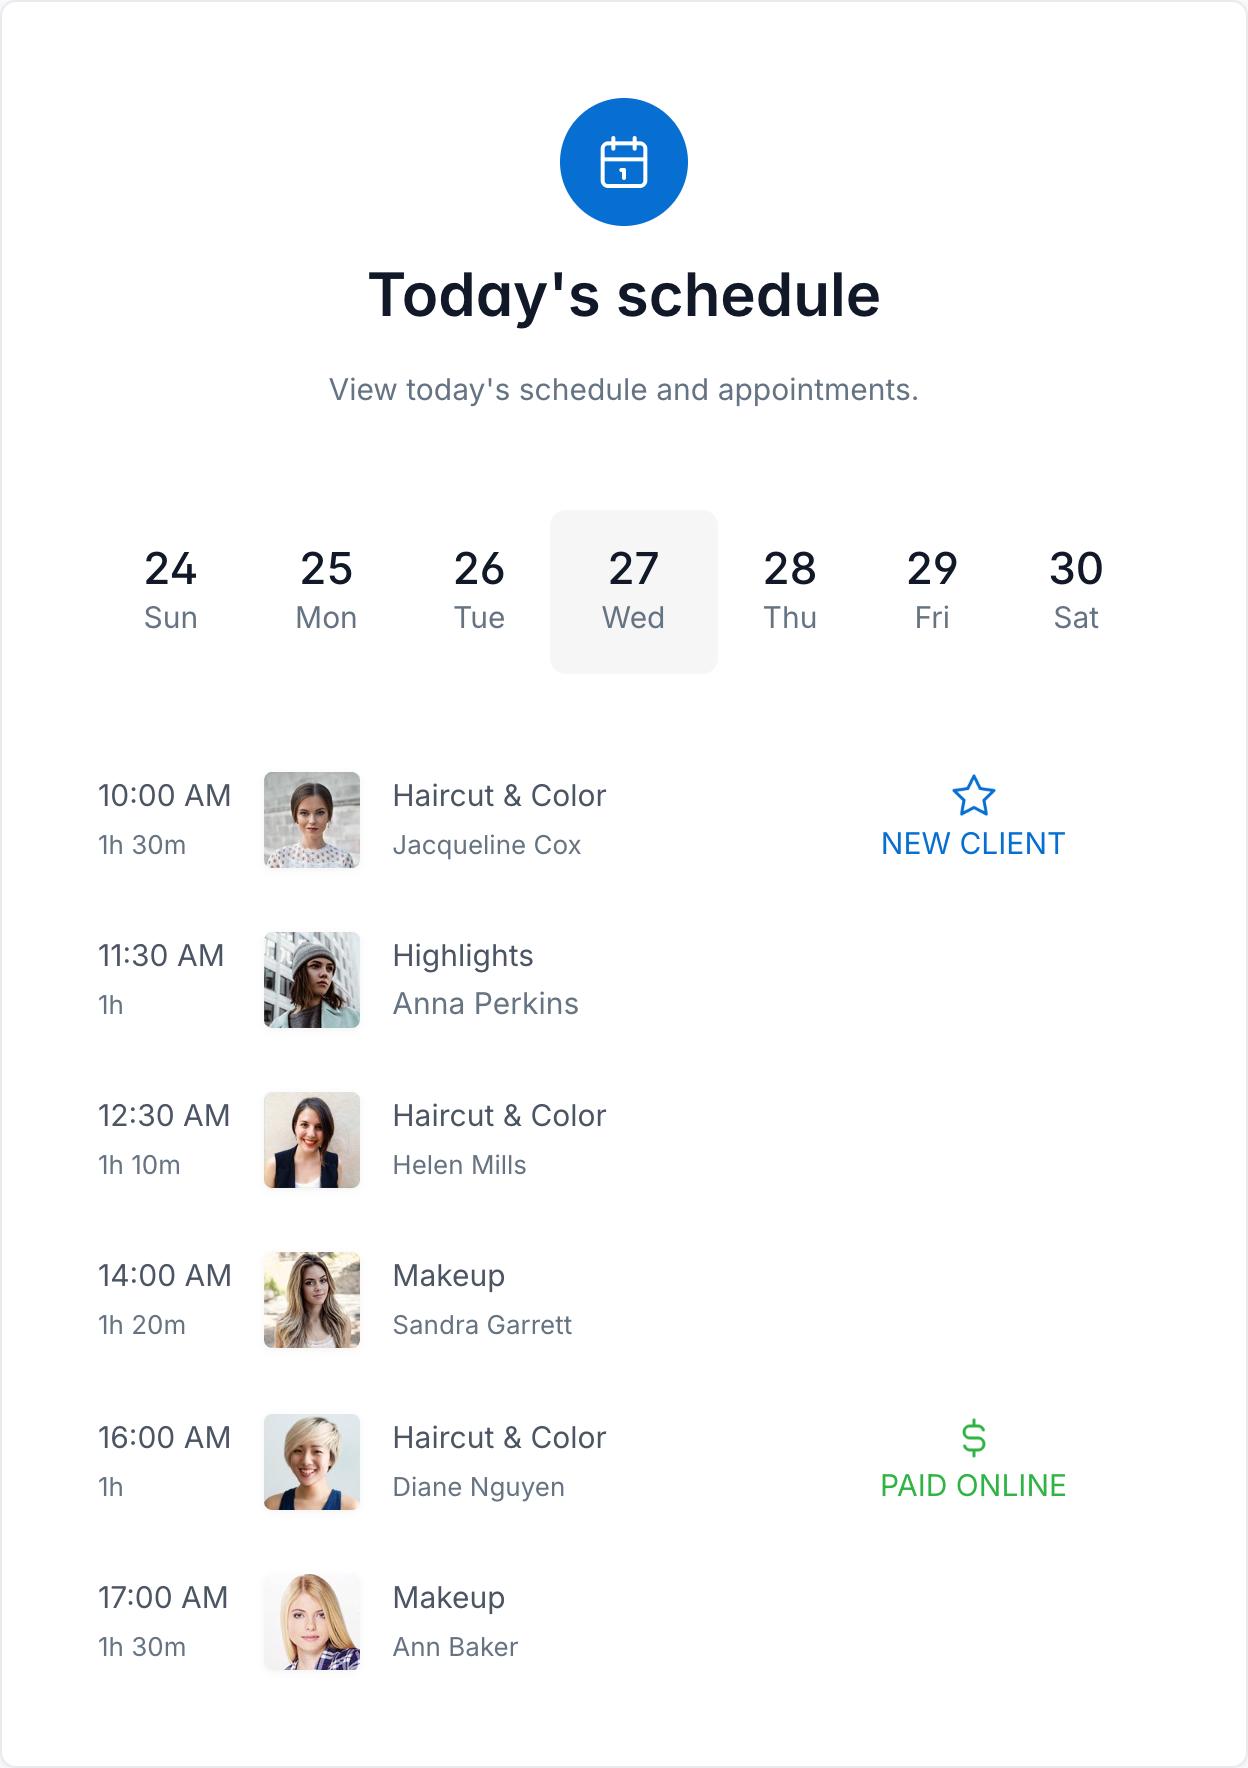 1
Today's schedule
View today's schedule and appointments.
24 25 26 27 28 29 30
Sun Mon Tue Wed Thu Fri Sat
10:00 AM Haircut & Color
1h 30m Jacqueline Cox NEW CLIENT
11:30 AM Highlights
1h Anna Perkins
12:30 AM Haircut & Color
1h 10m Helen Mills
14:00 AM Makeup
1h 20m Sandra Garrett
16:00 AM Haircut & Color $
1h Diane Nguyen PAID ONLINE
17:00 AM Makeup
1h 30m Ann Baker